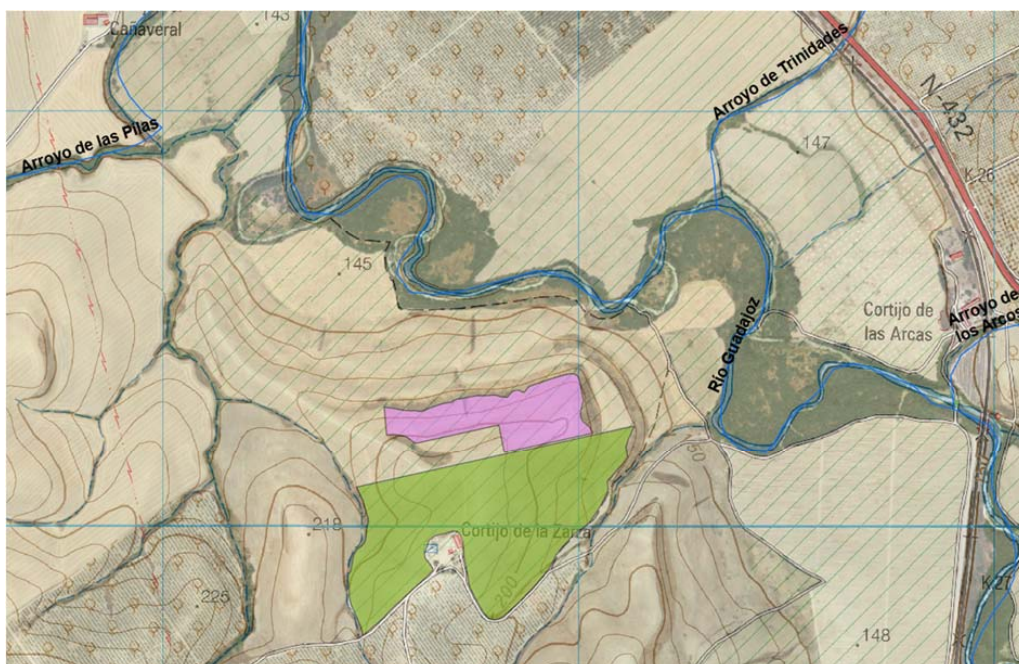 143
Cañaveral
Arroyo de las Pilas
Arroyo de Trinidades
N-432
147
K 26
145
Río Guadajoz
Cortijo de
las Arcas
Arroyo de
los Arcos
150
218
Cortijo de la Zarza
200
225
148
K 27